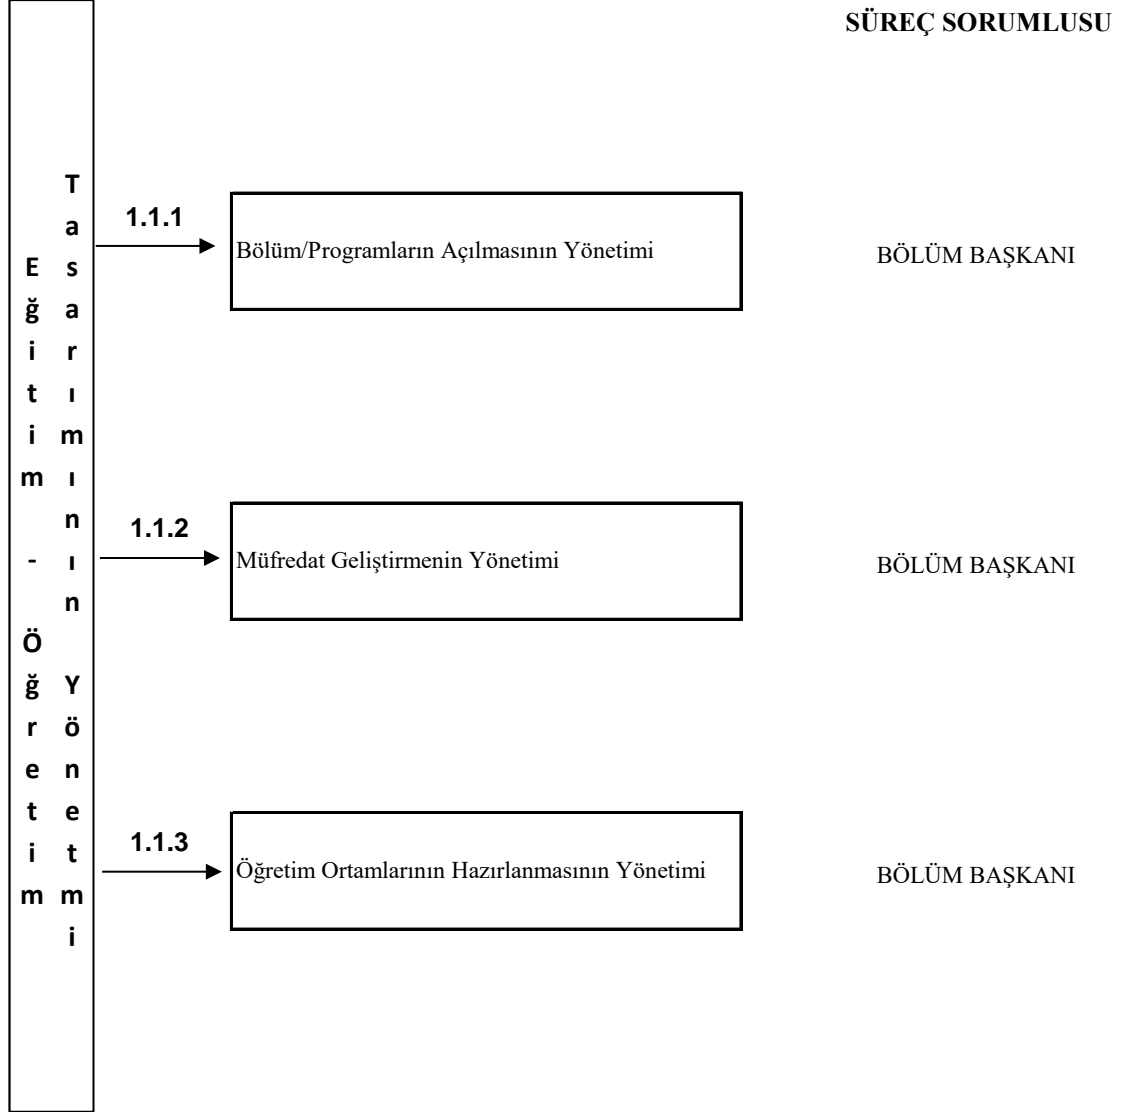 SÜREÇ SORUMLUSU
Eğitim - Öğretim
Tasarımının Yönetmi
1.1.1
Bölüm/Programların Açılmasının Yönetimi
BÖLÜM BAŞKANI
1.1.2
Müfredat Geliştirmenin Yönetimi
BÖLÜM BAŞKANI
1.1.3
Öğretim Ortamlarının Hazırlanmasının Yönetimi
BÖLÜM BAŞKANI